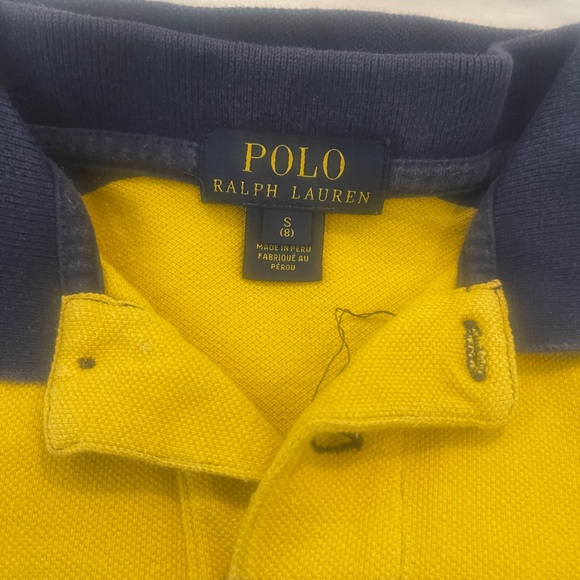 POLO
RALPH LAUREN
S
(8)
MADE IN PERU
FABRIQUÉ AU
PÉROU